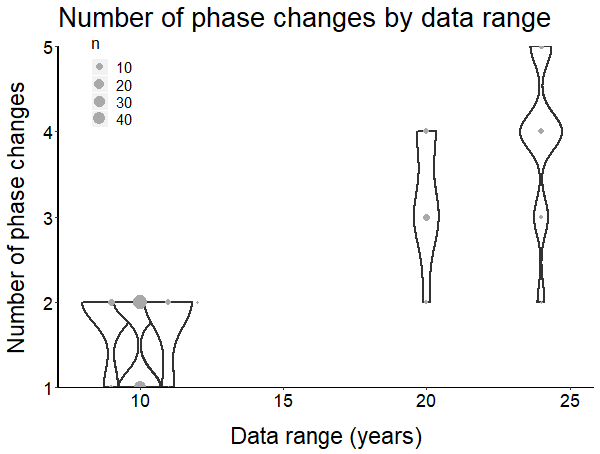 Number of phase changes by data range
n
10
20
30
40
Number of phase changes
5
4
3
2
1
10 15 20 25
Data range (years)